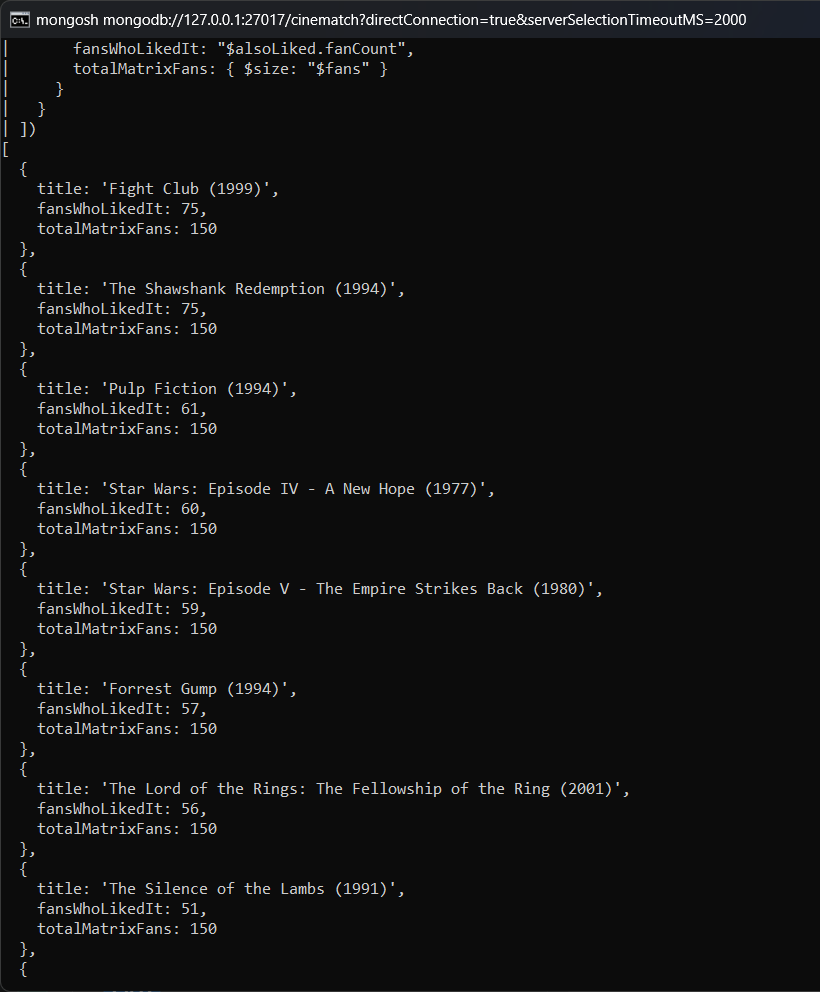 mongosh mongodb://127.0.0.1:27017/cinematch?directConnection=true&serverSelectionTimeoutMS=2000
|       fansWhoLikedIt: "$alsoLiked.fanCount",
|       totalMatrixFans: { $size: "$fans" }
|     }
|   }
| ])
[
  {
    title: 'Fight Club (1999)',
    fansWhoLikedIt: 75,
    totalMatrixFans: 150
  },
  {
    title: 'The Shawshank Redemption (1994)',
    fansWhoLikedIt: 75,
    totalMatrixFans: 150
  },
  {
    title: 'Pulp Fiction (1994)',
    fansWhoLikedIt: 61,
    totalMatrixFans: 150
  },
  {
    title: 'Star Wars: Episode IV - A New Hope (1977)',
    fansWhoLikedIt: 60,
    totalMatrixFans: 150
  },
  {
    title: 'Star Wars: Episode V - The Empire Strikes Back (1980)',
    fansWhoLikedIt: 59,
    totalMatrixFans: 150
  },
  {
    title: 'Forrest Gump (1994)',
    fansWhoLikedIt: 57,
    totalMatrixFans: 150
  },
  {
    title: 'The Lord of the Rings: The Fellowship of the Ring (2001)',
    fansWhoLikedIt: 56,
    totalMatrixFans: 150
  },
  {
    title: 'The Silence of the Lambs (1991)',
    fansWhoLikedIt: 51,
    totalMatrixFans: 150
  },
  {